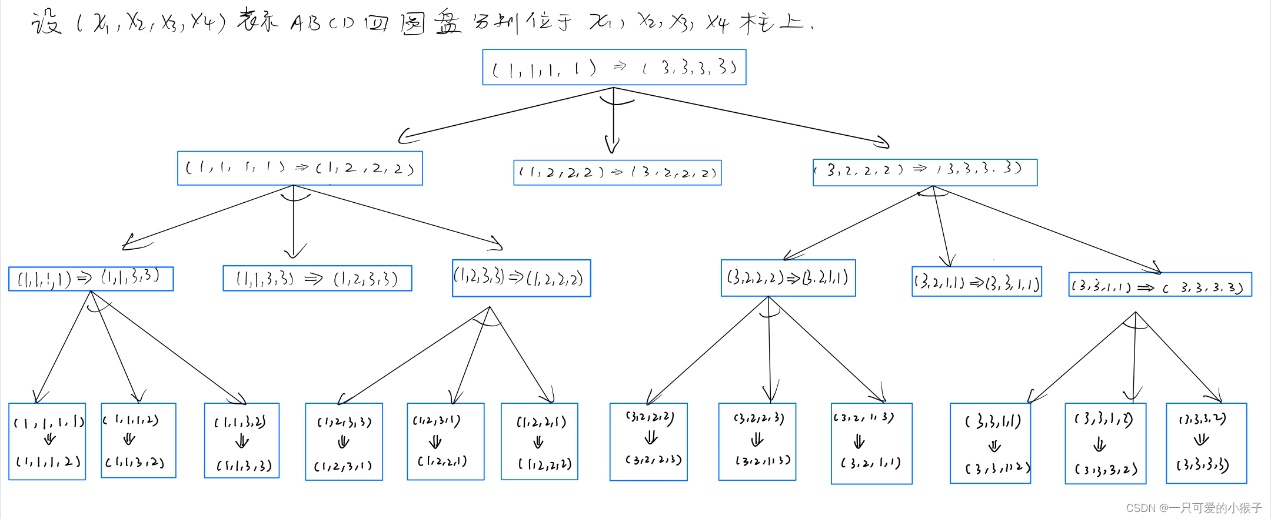 设 (x₁,x₂,x₃,x₄) 表示 ABCD四圆盘分别位于 x₁, x₂, x₃, x₄ 柱上.
(1,1,1,1) ⇒ (3,3,3,3)
(1,1,1,1) ⇒ (1,2,2,2) (1,2,2,2) ⇒ (3,2,2,2) (3,2,2,2) ⇒ (3,3,3,3)
(1,1,1,1) ⇒ (1,1,3,3) (1,1,3,3) ⇒ (1,2,3,3) (1,2,3,3) ⇒ (1,2,2,2) (3,2,2,2) ⇒ (3,2,1,1) (3,2,1,1) ⇒ (3,3,1,1) (3,3,1,1) ⇒ (3,3,3,3)
(1,1,1,1) (1,1,1,2) (1,1,3,2) (1,2,3,3) (1,2,3,1) (1,2,2,1) (3,2,2,2) (3,2,2,3) (3,2,1,3) (3,3,1,1) (3,3,1,2) (3,3,3,2)
⇓ ⇓ ⇓ ⇓ ⇓ ⇓ ⇓ ⇓ ⇓ ⇓ ⇓ ⇓
(1,1,1,2) (1,1,3,2) (1,1,3,3) (1,2,3,1) (1,2,2,1) (1,2,2,2) (3,2,2,3) (3,2,1,3) (3,2,1,1) (3,3,1,2) (3,3,3,2) (3,3,3,3)
CSDN @一只可爱的小猴子